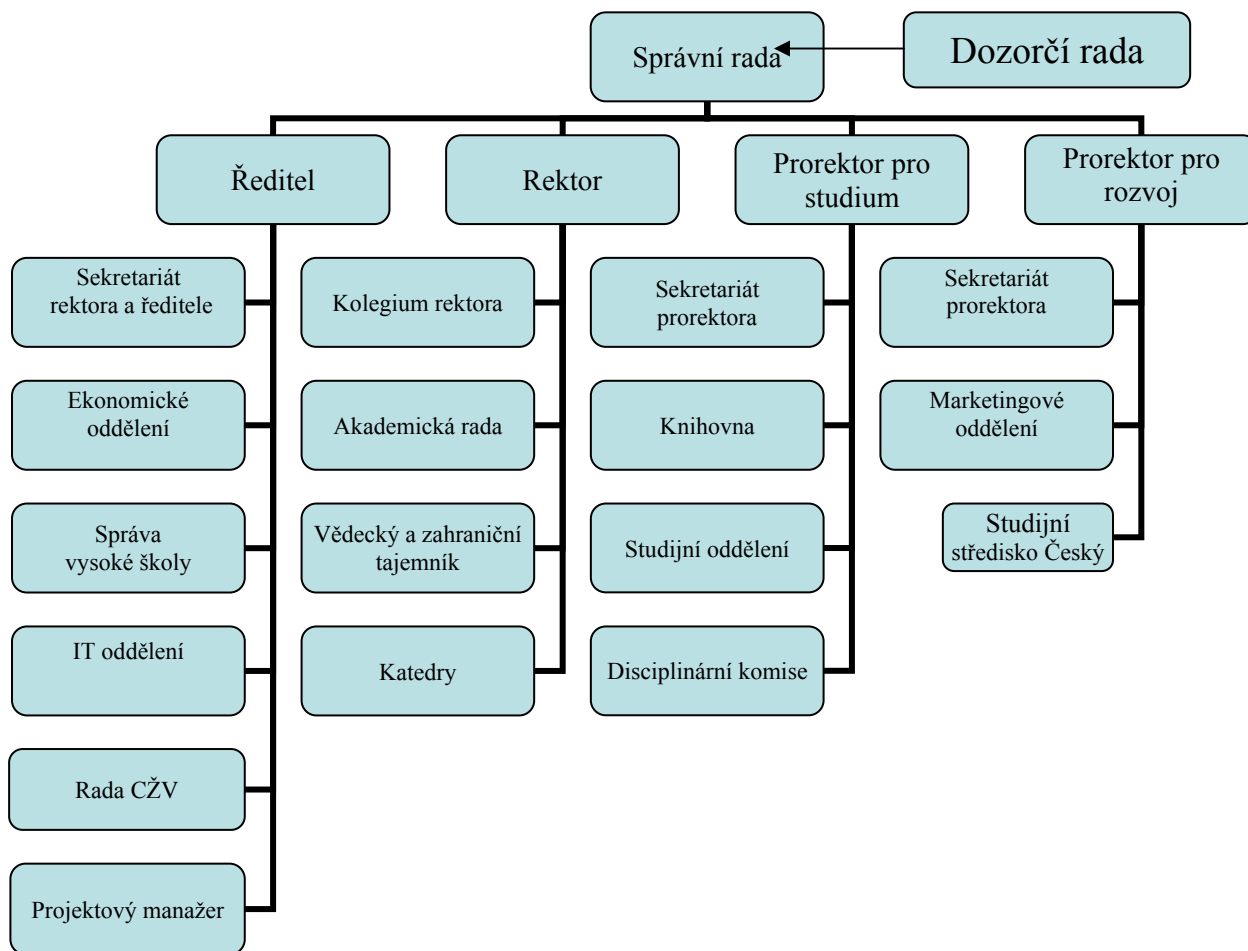 Správní rada
Dozorčí rada
Ředitel
Rektor
Prorektor pro
studium
Prorektor pro
rozvoj
Sekretariát
rektora a ředitele
Kolegium rektora
Sekretariát
prorektora
Sekretariát
prorektora
Ekonomické
oddělení
Akademická rada
Knihovna
Marketingové
oddělení
Správa
vysoké školy
Vědecký a zahraniční
tajemník
Studijní oddělení
Studijní
středisko Český
IT oddělení
Katedry
Disciplinární komise
Rada CŽV
Projektový manažer